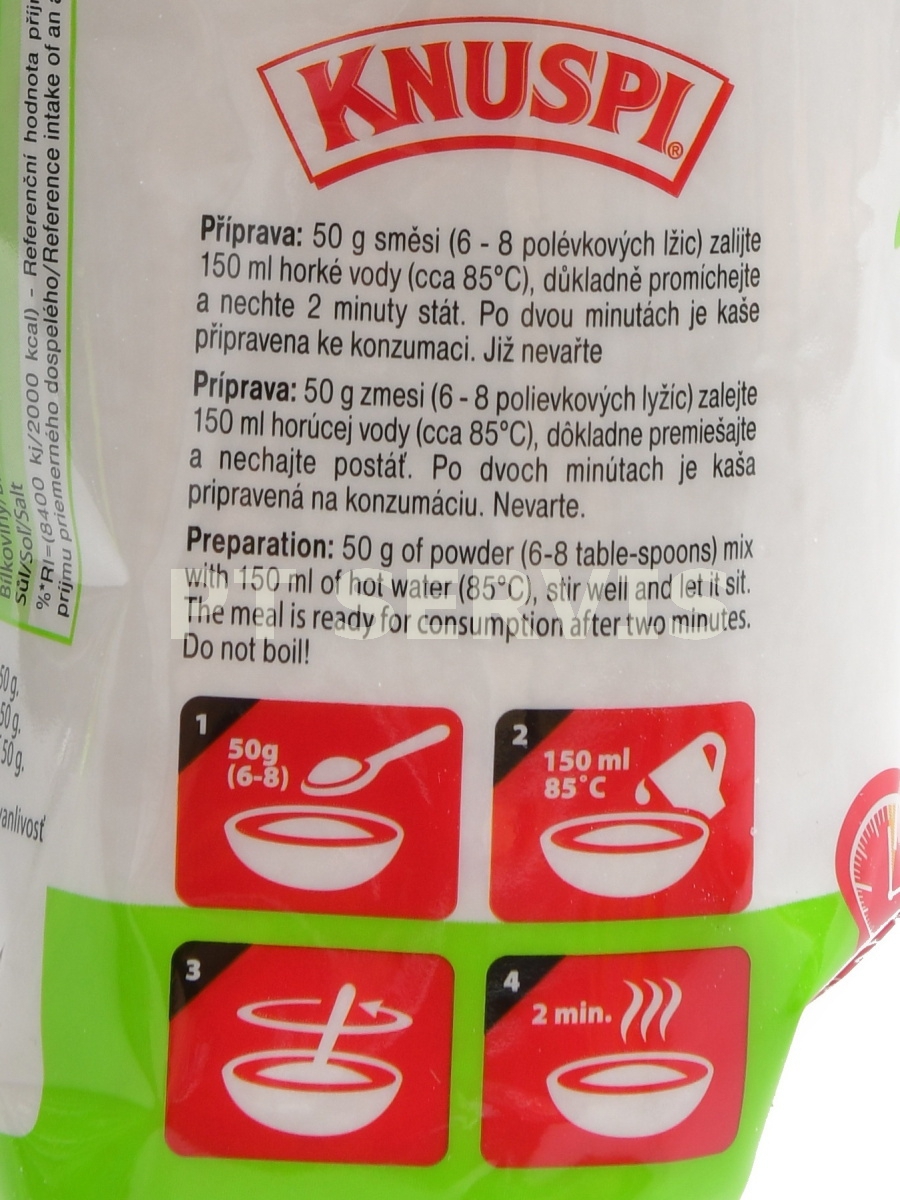 %*RI=(8400 kj/2000 kcal) - Referenční hodnota
príjmu priemerného dospelého/Reference intake of an
Sůl/Soľ/Salt
50 g.
50 g.
50 g.
KNUSPI®
Příprava: 50 g směsi (6 - 8 polévkových lžic) zalijte
150 ml horké vody (cca 85°C), důkladně promíchejte
a nechte 2 minuty stát. Po dvou minutách je kaše
připravena ke konzumaci. Již nevařte
Príprava: 50 g zmesi (6 - 8 polievkových lyžíc) zalejte
150 ml horúcej vody (cca 85°C), dôkladne premiešajte
a nechajte postáť. Po dvoch minútach je kaša
pripravená na konzumáciu. Nevarte.
Preparation: 50 g of powder (6-8 table-spoons) mix
with 150 ml of hot water (85°C), stir well and let it sit.
The meal is ready for consumption after two minutes.
Do not boil!
PT SERVIS
1
50g
(6-8)
2
150 ml
85°C
3
4
2 min.